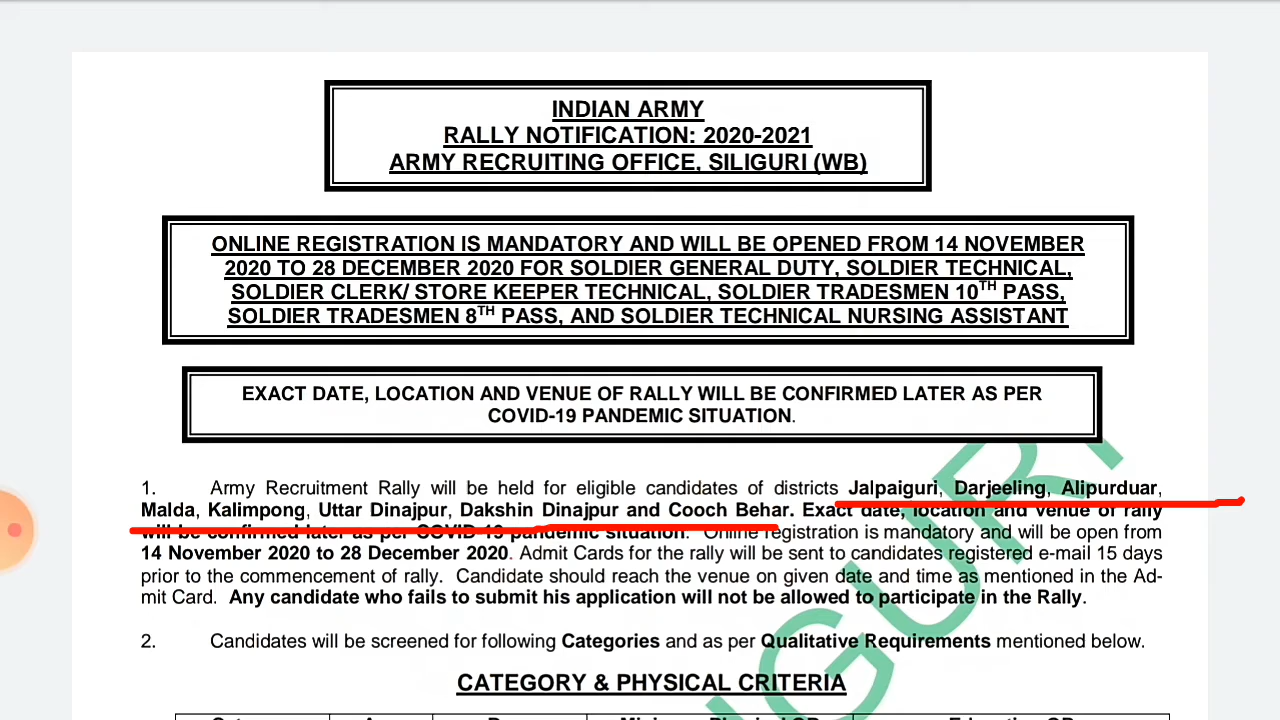 INDIAN ARMY
RALLY NOTIFICATION: 2020-2021
ARMY RECRUITING OFFICE, SILIGURI (WB)
ONLINE REGISTRATION IS MANDATORY AND WILL BE OPENED FROM 14 NOVEMBER
2020 TO 28 DECEMBER 2020 FOR SOLDIER GENERAL DUTY, SOLDIER TECHNICAL,
SOLDIER CLERK/ STORE KEEPER TECHNICAL, SOLDIER TRADESMEN 10TH PASS,
SOLDIER TRADESMEN 8TH PASS, AND SOLDIER TECHNICAL NURSING ASSISTANT
EXACT DATE, LOCATION AND VENUE OF RALLY WILL BE CONFIRMED LATER AS PER
COVID-19 PANDEMIC SITUATION.
1. Army Recruitment Rally will be held for eligible candidates of districts Jalpaiguri, Darjeeling, Alipurduar,
Malda, Kalimpong, Uttar Dinajpur, Dakshin Dinajpur and Cooch Behar. Exact date, location and venue of rally
will be confirmed later as per COVID-19 pandemic situation. Online registration is mandatory and will be open from
14 November 2020 to 28 December 2020. Admit Cards for the rally will be sent to candidates registered e-mail 15 days
prior to the commencement of rally. Candidate should reach the venue on given date and time as mentioned in the Ad-
mit Card. Any candidate who fails to submit his application will not be allowed to participate in the Rally.
2. Candidates will be screened for following Categories and as per Qualitative Requirements mentioned below.
CATEGORY & PHYSICAL CRITERIA